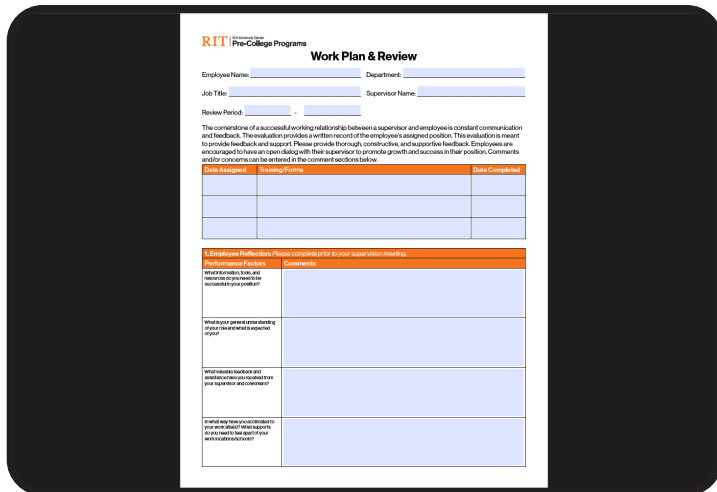 RIT K12 University Center
Pre-College Programs
Work Plan & Review
Employee Name: Department:
Job Title: Supervisor Name:
Review Period: -
The cornerstone of a successful working relationship between a supervisor and employee is constant communication
and feedback. The evaluation provides a written record of the employee's assigned position. This evaluation is meant
to provide feedback and support. Please provide thorough, constructive, and supportive feedback. Employees are
encouraged to have an open dialog with their supervisor to promote growth and success in their position. Comments
and/or concerns can be entered in the comment sections below.
Date Assigned Training/Forms Date Completed
1. Employee Reflection: Please complete prior to your supervision meeting.
Performance Factors Comments
What information, tools, and
resources do you need to be
successful in your position?
What is your general understanding
of your role and what is expected
of you?
What valuable feedback and
assistance have you received from
your supervisor and coworkers?
In what way have you acclimated to
your work site(s)? What supports
do you need to feel apart of your
work locations/schools?